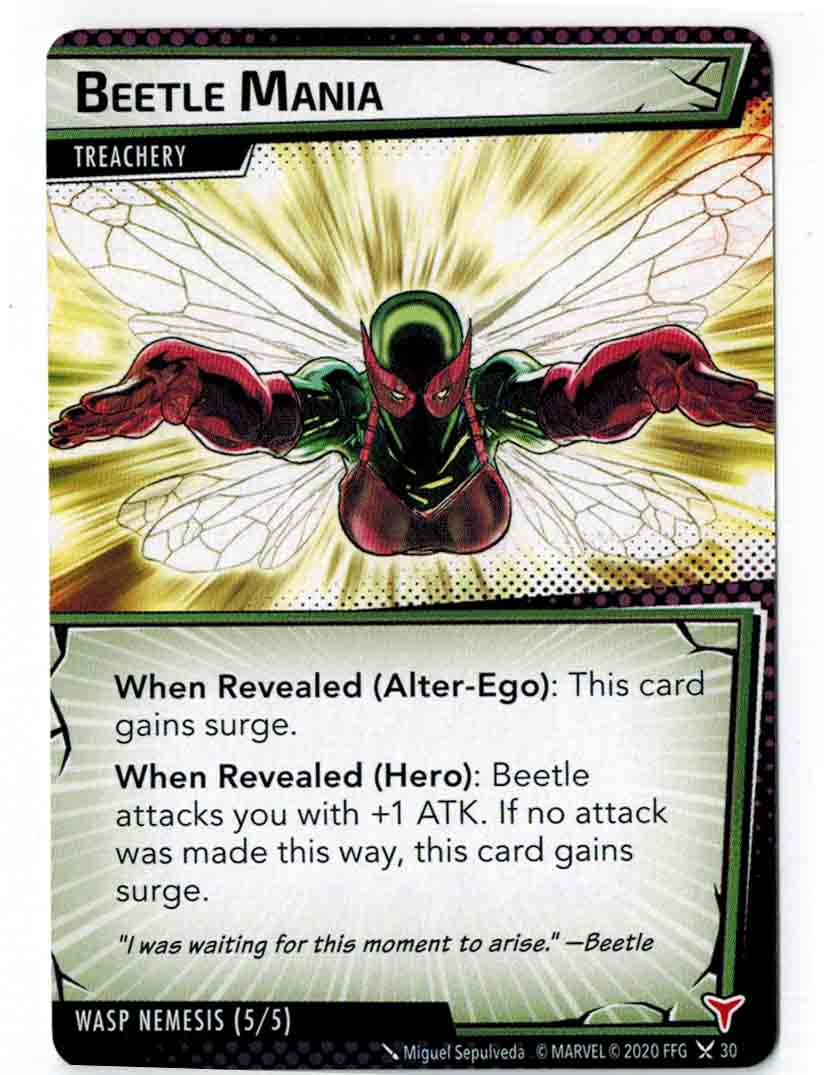 Beetle Mania
TREACHERY
When Revealed (Alter-Ego): This card
gains surge.
When Revealed (Hero): Beetle
attacks you with +1 ATK. If no attack
was made this way, this card gains
surge.
"I was waiting for this moment to arise." —Beetle
WASP NEMESIS (5/5)
Miguel Sepulveda © MARVEL © 2020 FFG 30